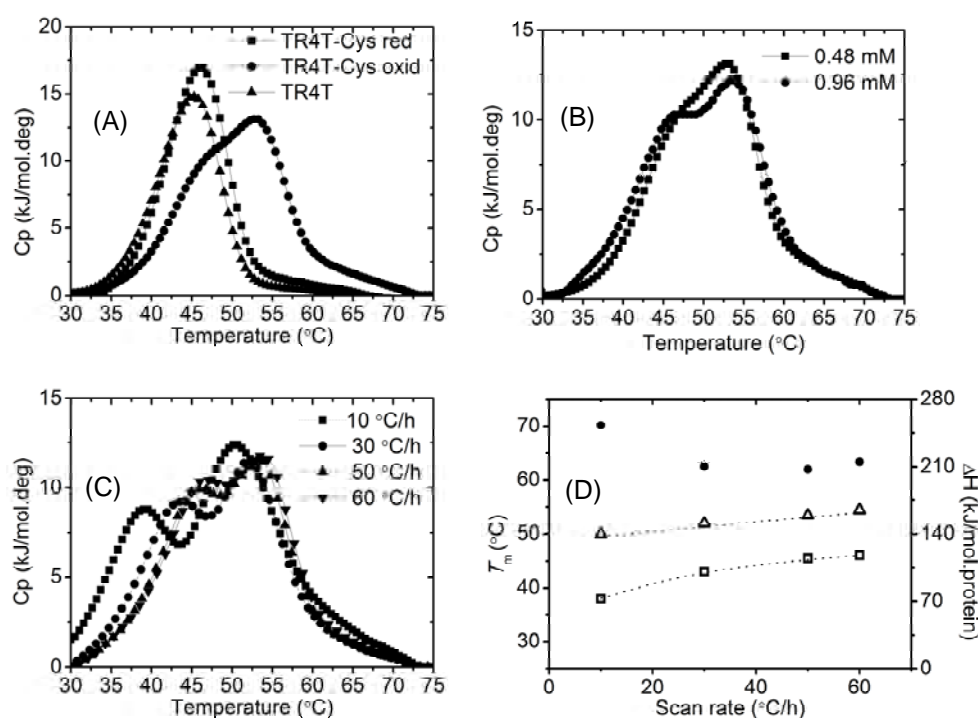 (A)
TR4T-Cys red
TR4T-Cys oxid
TR4T
Cp (kJ/mol.deg)
20
15
10
5
0
30 35 40 45 50 55 60 65 70 75
Temperature (°C)
(B)
0.48 mM
0.96 mM
Cp (kJ/mol.deg)
15
10
5
0
30 35 40 45 50 55 60 65 70 75
Temperature (°C)
(C)
10 °C/h
30 °C/h
50 °C/h
60 °C/h
Cp (kJ/mol.deg)
15
10
5
0
30 35 40 45 50 55 60 65 70 75
Temperature (°C)
(D)
Tm (°C)
70
60
50
40
30
280
210
140
70
0
ΔH (kJ/mol.protein)
0 20 40 60
Scan rate (°C/h)